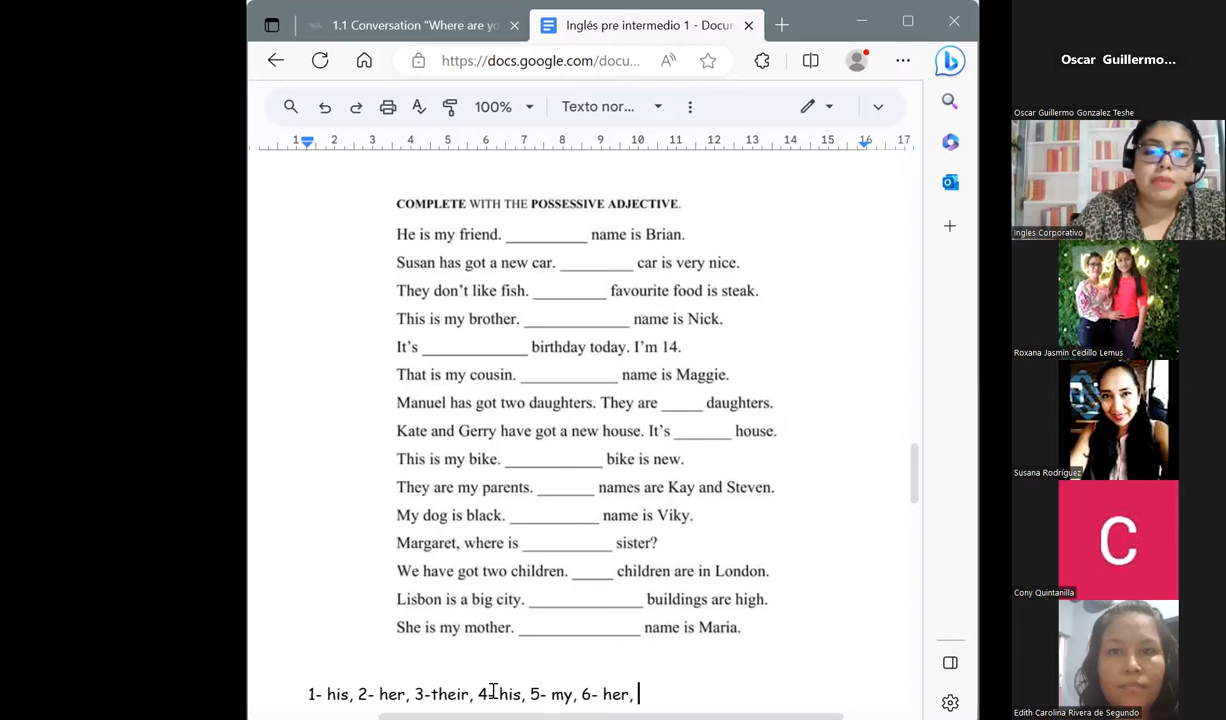 1.1 Conversation "Where are yo
Inglés pre intermedio 1 - Docun
https://docs.google.com/docu...
100%
Texto nor...
1 2 3 4 5 6 7 8 9 10 11 12 13 14 15 16 17
COMPLETE WITH THE POSSESSIVE ADJECTIVE.
He is my friend. __________ name is Brian.
Susan has got a new car. _________ car is very nice.
They don't like fish. _________ favourite food is steak.
This is my brother. _____________ name is Nick.
It's _____________ birthday today. I'm 14.
That is my cousin. ____________ name is Maggie.
Manuel has got two daughters. They are _____ daughters.
Kate and Gerry have got a new house. It's _______ house.
This is my bike. ____________ bike is new.
They are my parents. _______ names are Kay and Steven.
My dog is black. ___________ name is Viky.
Margaret, where is ___________ sister?
We have got two children. _____ children are in London.
Lisbon is a big city. ______________ buildings are high.
She is my mother. _______________ name is Maria.
1- his, 2- her, 3-their, 4- his, 5- my, 6- her,
Oscar Guillermo...
Oscar Guillermo Gonzalez Teshe
Ingles Corporativo
Roxana Jasmin Cedillo Lemus
Susana Rodríguez
C
Cony Quintanilla
Edith Carolina Rivera de Segundo